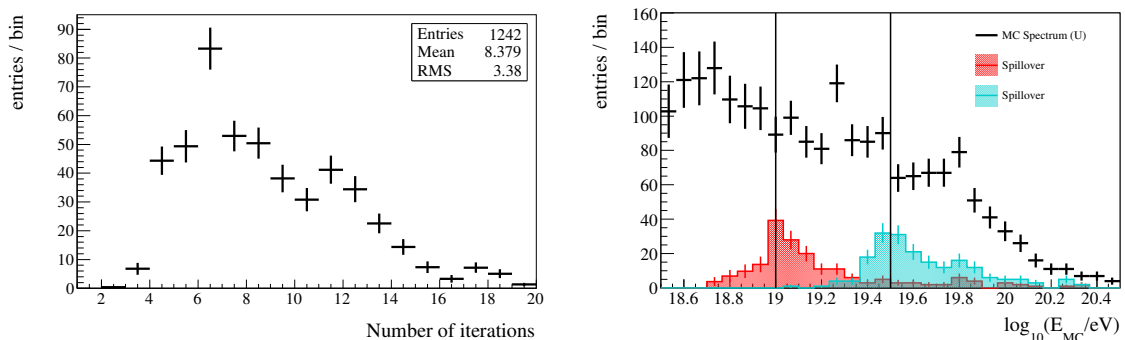 entries / bin
90
80
70
60
50
40
30
20
10
0
2 4 6 8 10 12 14 16 18 20
Number of iterations
Entries 1242
Mean 8.379
RMS 3.38
entries / bin
160
140
120
100
80
60
40
20
0
18.6 18.8 19 19.2 19.4 19.6 19.8 20 20.2 20.4
log10(EMC/eV)
MC Spectrum (U)
Spillover
Spillover